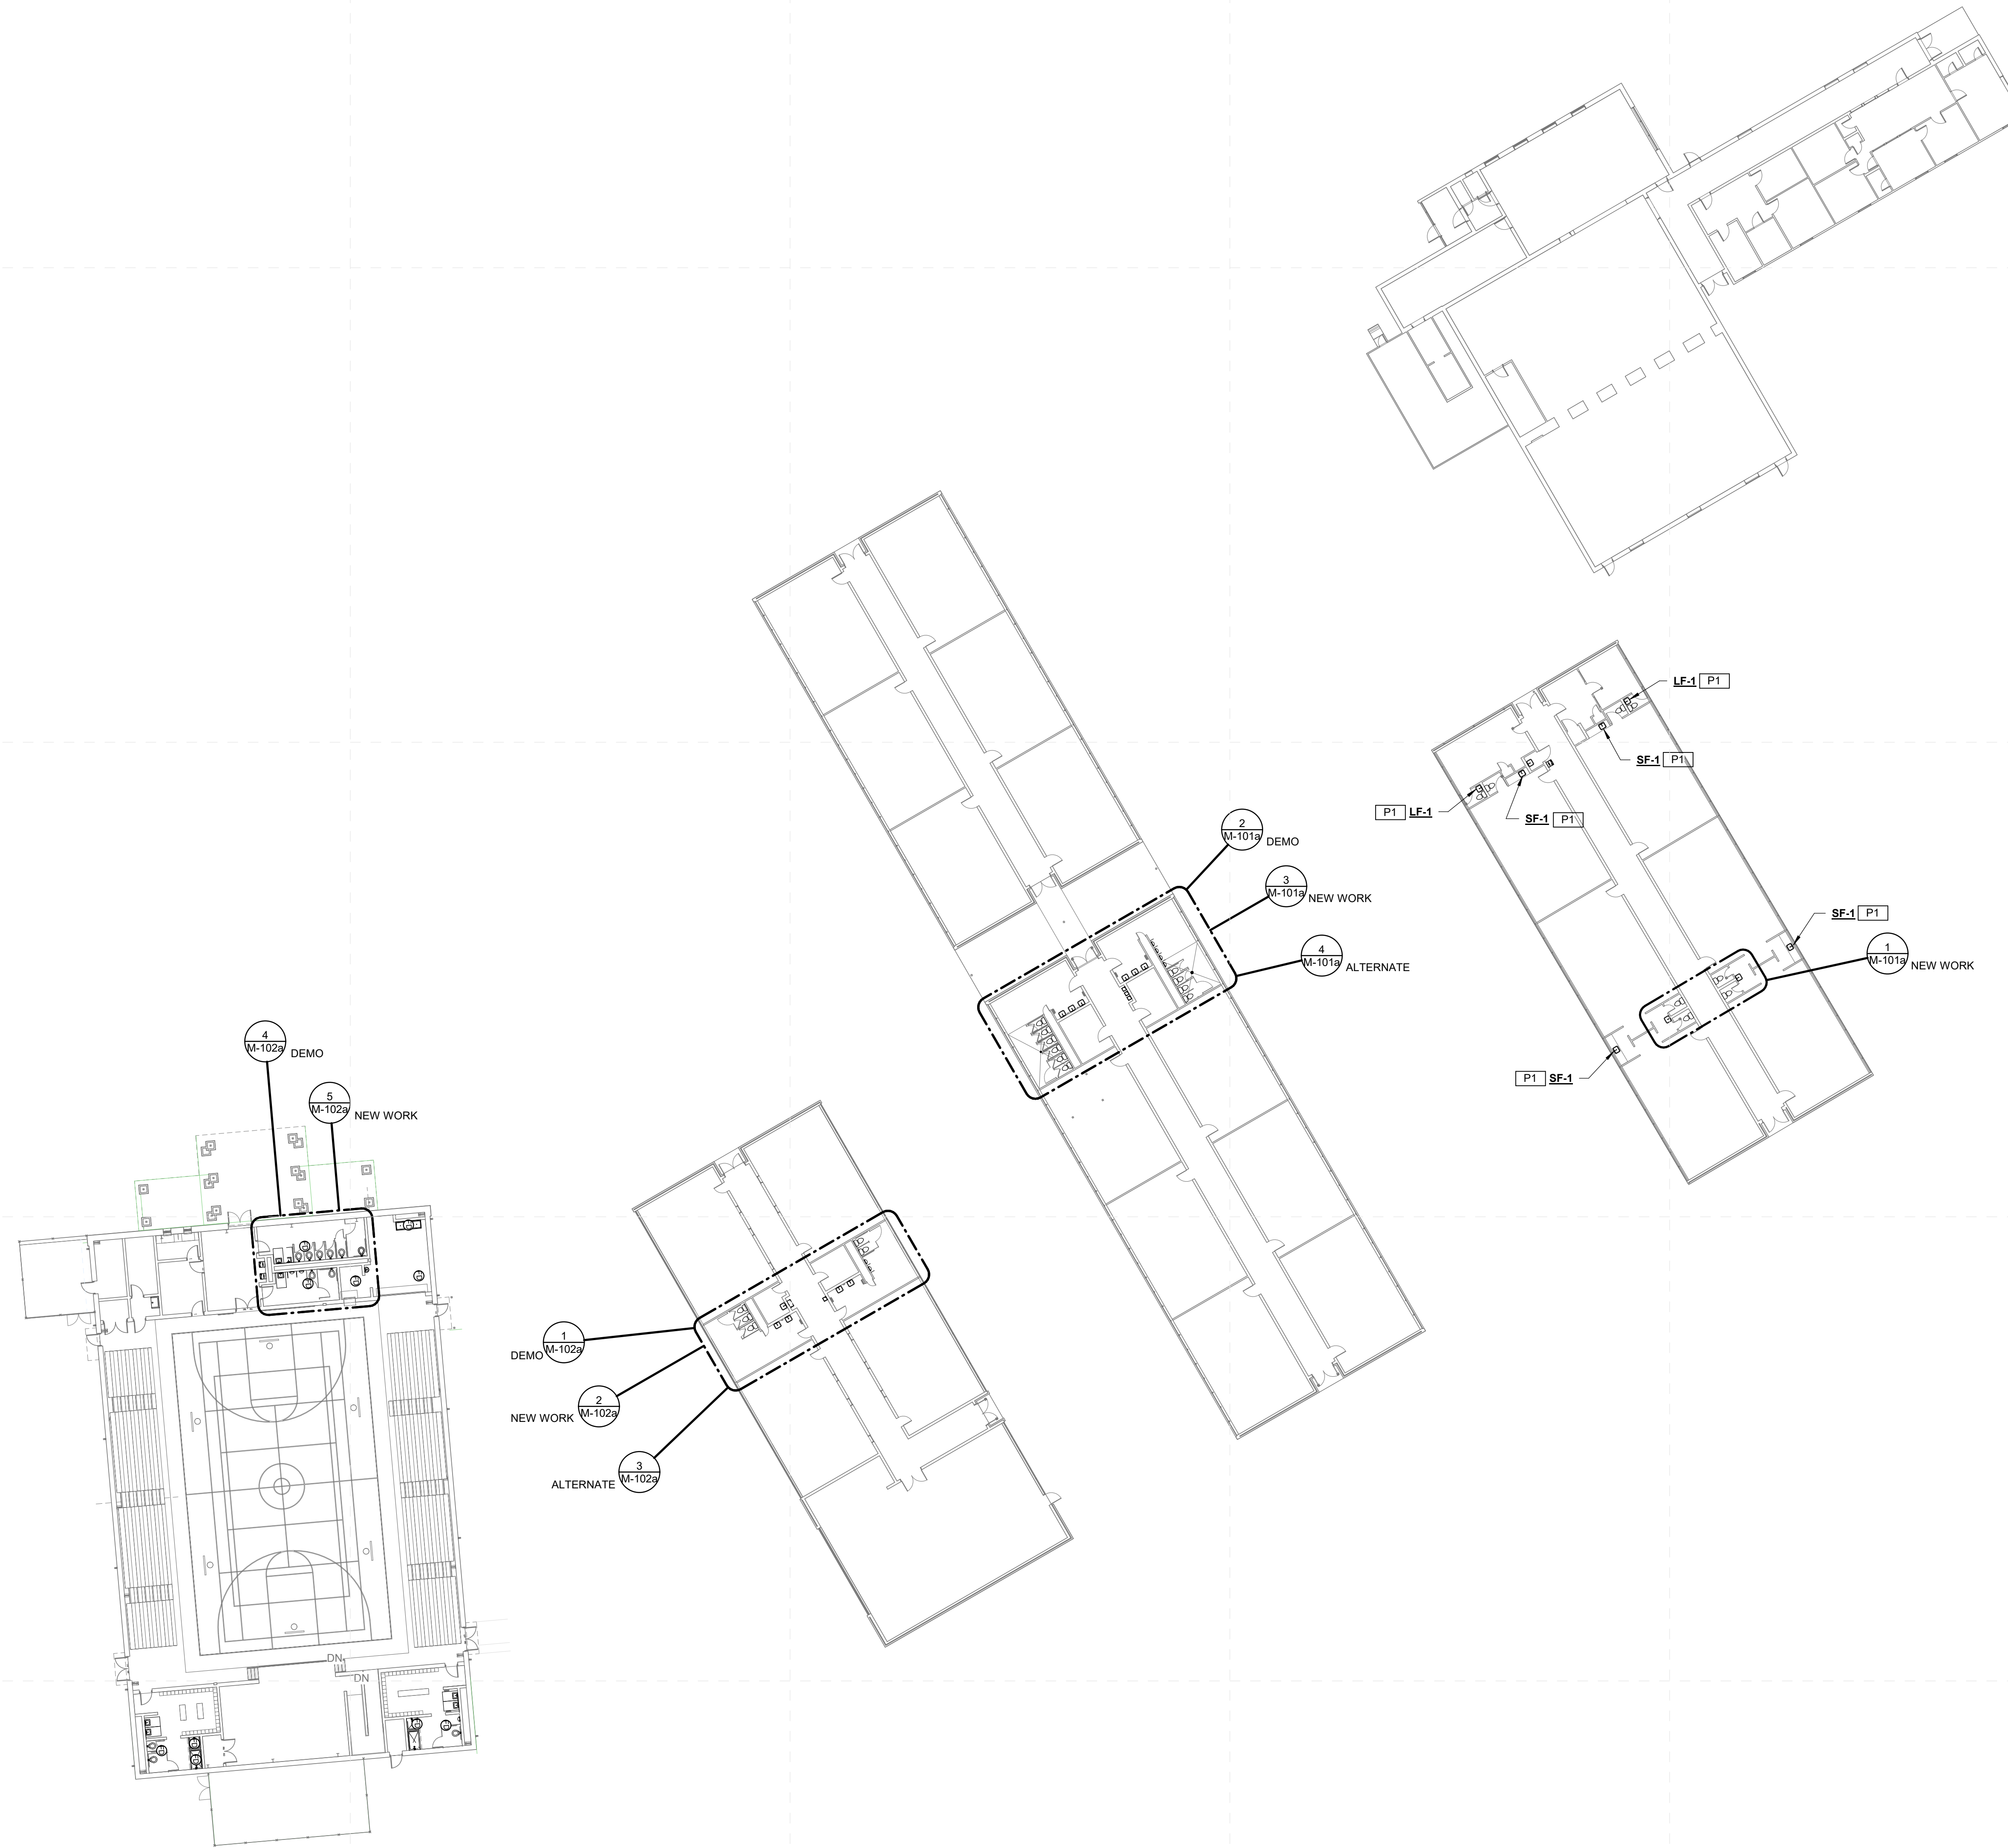 LF-1 P1
SF-1 P1
P1 LF-1
SF-1 P1
2
M-101a DEMO
3
M-101a NEW WORK
SF-1 P1
4
M-101a ALTERNATE
1
M-101a NEW WORK
4
M-102a DEMO
P1 SF-1
5
M-102a NEW WORK
1
DEMO M-102a
2
NEW WORK M-102a
3
ALTERNATE M-102a
DN
DN